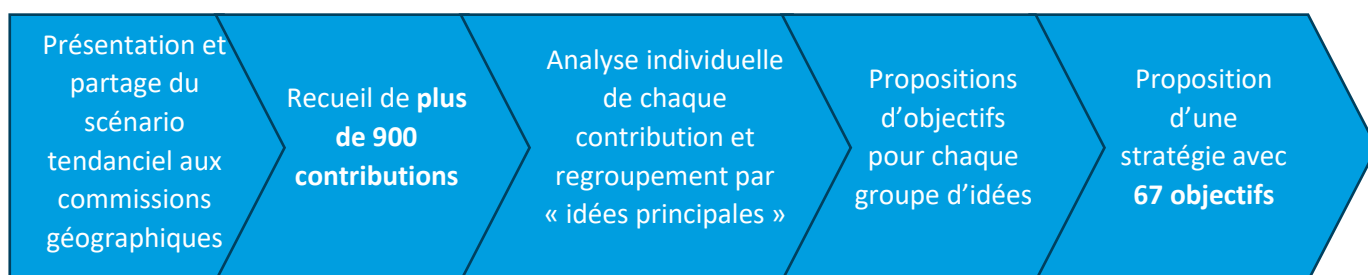 Présentation et
partage du
scénario
tendanciel aux
commissions
géographiques
Recueil de plus
de 900
contributions
Analyse individuelle
de chaque
contribution et
regroupement par
« idées principales »
Propositions
d’objectifs
pour chaque
groupe d’idées
Proposition
d’une
stratégie avec
67 objectifs